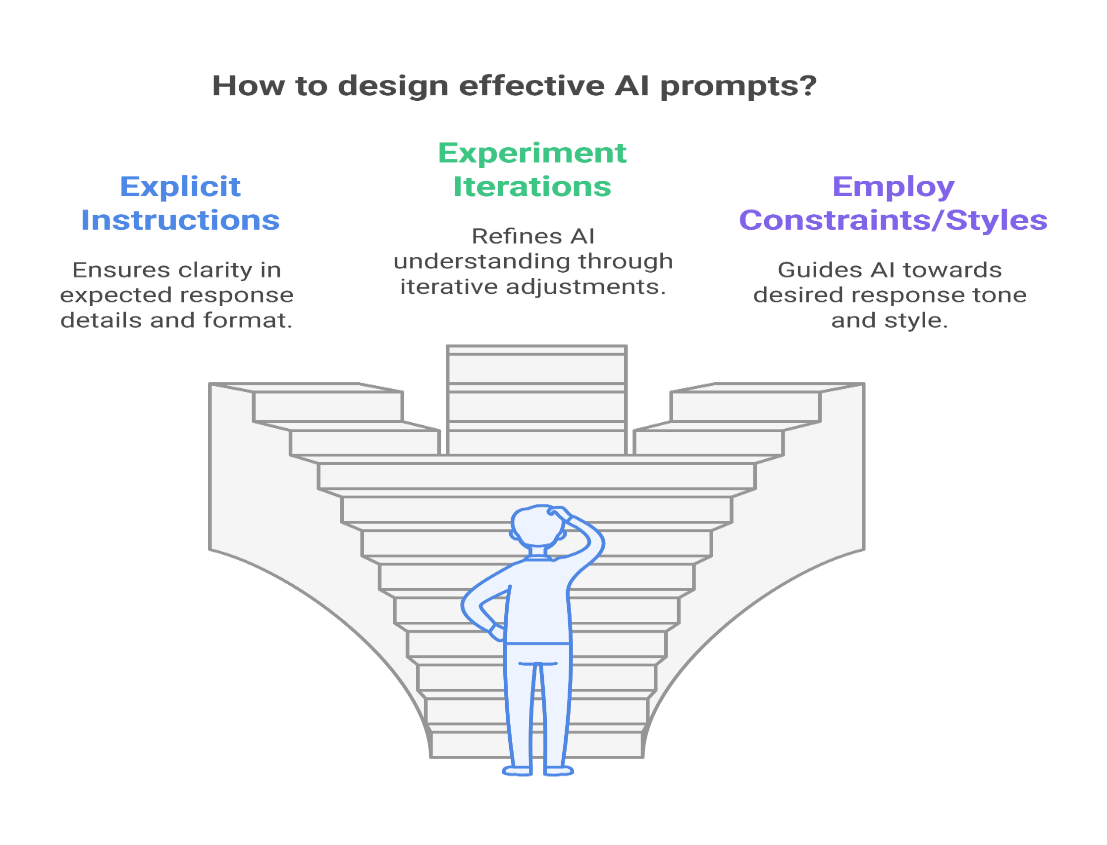 How to design effective AI prompts?
Explicit
Instructions
Ensures clarity in
expected response
details and format.
Experiment
Iterations
Refines AI
understanding through
iterative adjustments.
Employ
Constraints/Styles
Guides AI towards
desired response tone
and style.